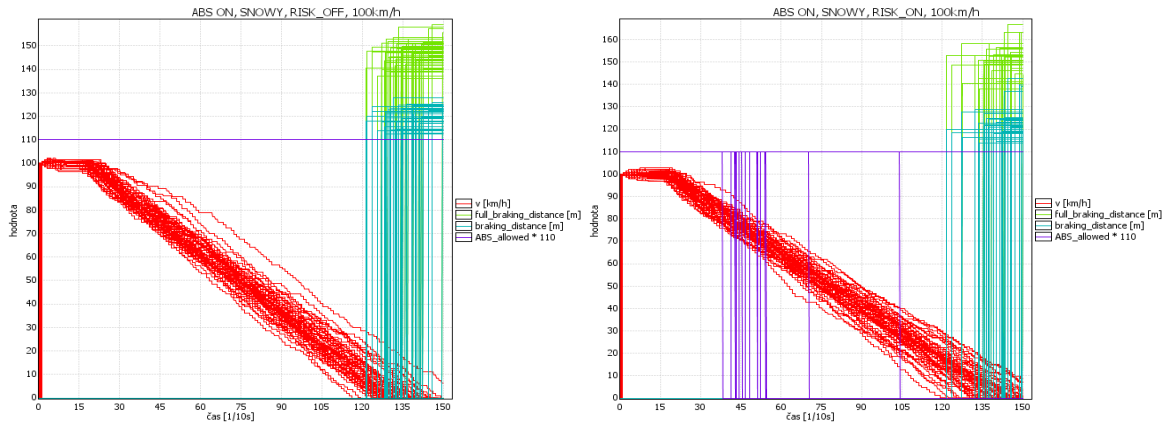 ABS ON, SNOWY, RISK_OFF, 100km/h
150
140
130
120
110
100
90
80
70
60
50
40
30
20
10
0
hodnota
0 15 30 45 60 75 90 105 120 135 150
čas [1/10s]
v [km/h]
full_braking_distance [m]
braking_distance [m]
ABS_allowed * 110
ABS ON, SNOWY, RISK_ON, 100km/h
160
150
140
130
120
110
100
90
80
70
60
50
40
30
20
10
0
hodnota
0 15 30 45 60 75 90 105 120 135 150
čas [1/10s]
v [km/h]
full_braking_distance [m]
braking_distance [m]
ABS_allowed * 110